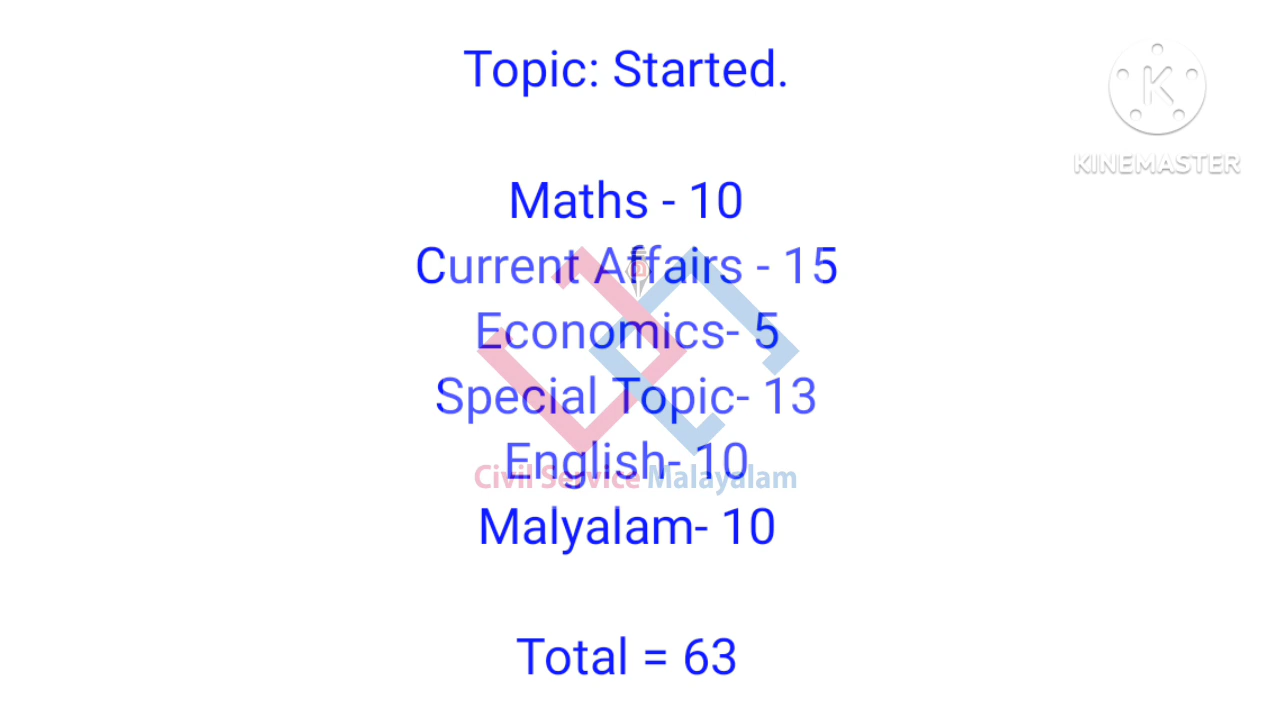 Topic: Started.
KINEMASTER
Maths - 10
Current Affairs - 15
Economics- 5
Special Topic- 13
English- 10
Civil Service Malayalam
Malyalam- 10
Total = 63